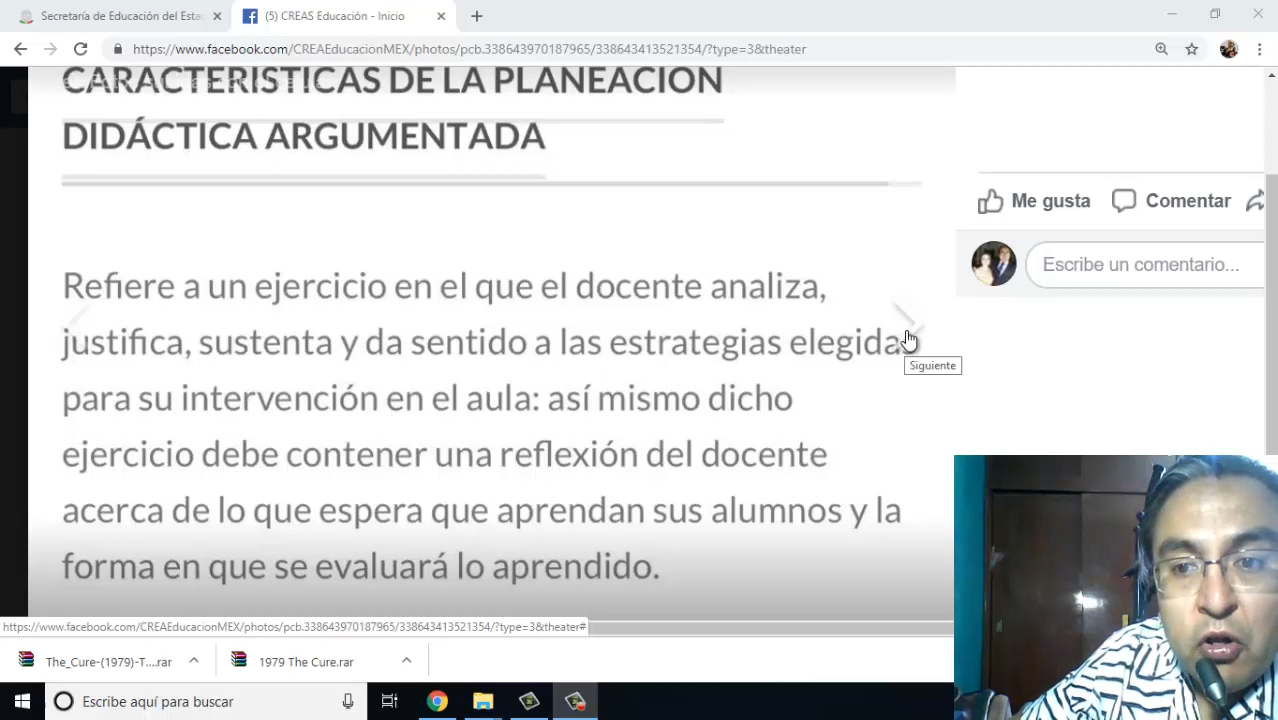 Secretaría de Educación del Esta
(5) CREAS Educación - Inicio
https://www.facebook.com/CREAEducacionMEX/photos/pcb.338643970187965/338643413521354/?type=3&theater
CARACTERÍSTICAS DE LA PLANEACIÓN
DIDÁCTICA ARGUMENTADA
Me gusta
Comentar
Escribe un comentario...
Refiere a un ejercicio en el que el docente analiza,
justifica, sustenta y da sentido a las estrategias elegidas
Siguiente
para su intervención en el aula: así mismo dicho
ejercicio debe contener una reflexión del docente
acerca de lo que espera que aprendan sus alumnos y la
forma en que se evaluará lo aprendido.
https://www.facebook.com/CREAEducacionMEX/photos/pcb.338643970187965/338643413521354/?type=3&theater#
The_Cure-(1979)-T....rar
1979 The Cure.rar
Escribe aquí para buscar